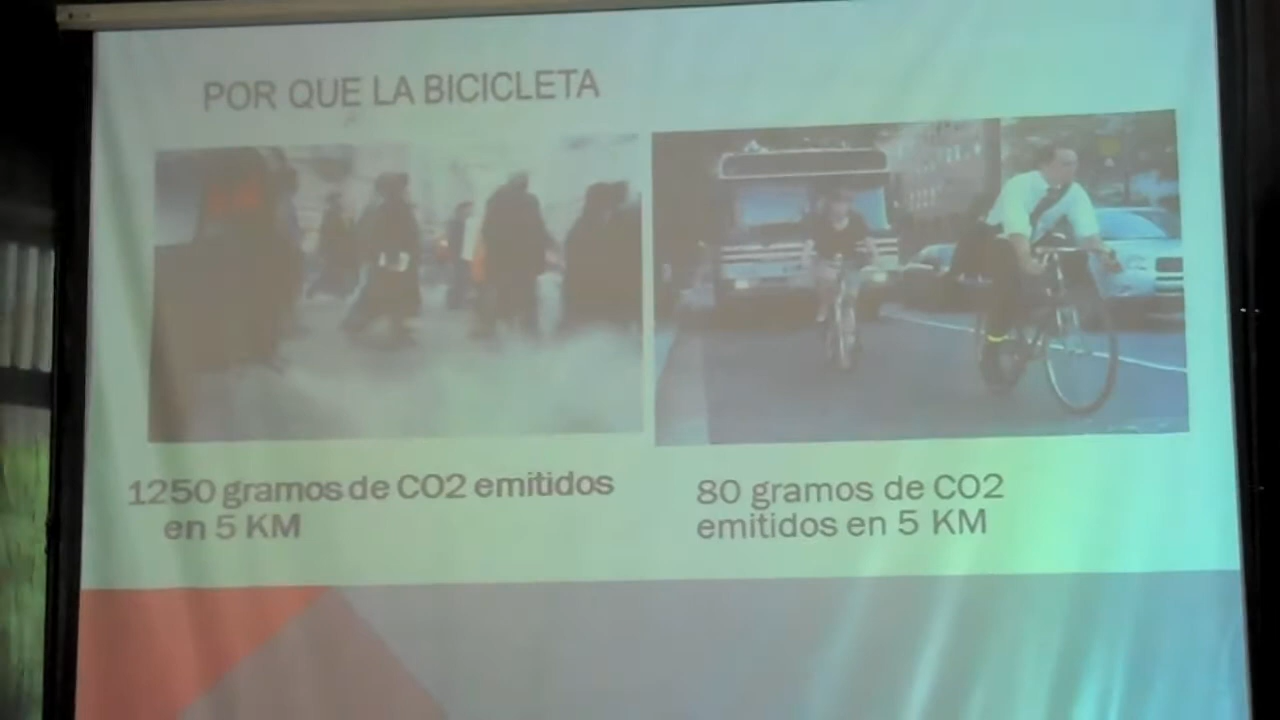 POR QUE LA BICICLETA
1250 gramos de CO2 emitidos
en 5 KM
80 gramos de CO2
emitidos en 5 KM